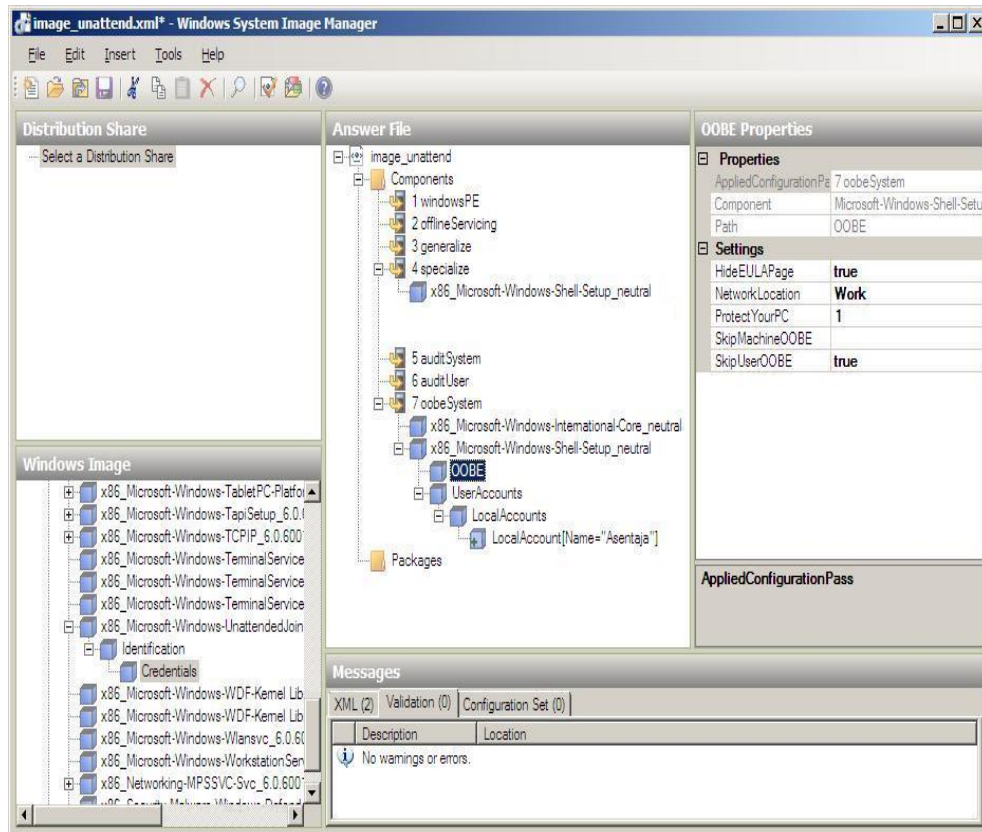 image_unattend.xml* - Windows System Image Manager
File Edit Insert Tools Help
Distribution Share
Select a Distribution Share
Windows Image
x86_Microsoft-Windows-TabletPC-Platfor
x86_Microsoft-Windows-TapiSetup_6.0.
x86_Microsoft-Windows-TCPIP_6.0.600
x86_Microsoft-Windows-TerminalService
x86_Microsoft-Windows-TerminalService
x86_Microsoft-Windows-TerminalService
x86_Microsoft-Windows-UnattendedJoin
Identification
Credentials
x86_Microsoft-Windows-WDF-Kernel Lib
x86_Microsoft-Windows-WDF-Kernel Lib
x86_Microsoft-Windows-Wlansvc_6.0.60
x86_Microsoft-Windows-WorkstationSer
x86_Networking-MPSSVC-Svc_6.0.600
Answer File
image_unattend
Components
1 windowsPE
2 offlineServicing
3 generalize
4 specialize
x86_Microsoft-Windows-Shell-Setup_neutral
5 auditSystem
6 auditUser
7 oobeSystem
x86_Microsoft-Windows-International-Core_neutral
x86_Microsoft-Windows-Shell-Setup_neutral
OOBE
UserAccounts
LocalAccounts
LocalAccount[Name="Asentaja"]
Packages
OOBE Properties
Properties
AppliedConfigurationPa 7 oobeSystem
Component Microsoft-Windows-Shell-Setu
Path OOBE
Settings
HideEULAPage true
NetworkLocation Work
ProtectYourPC 1
SkipMachineOOBE
SkipUserOOBE true
AppliedConfigurationPass
Messages
XML (2) Validation (0) Configuration Set (0)
Description Location
No warnings or errors.